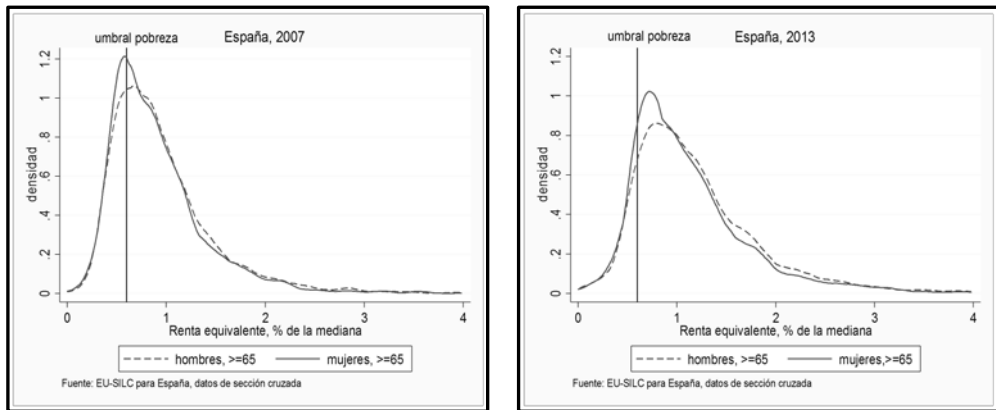 umbral pobreza España, 2007
densidad
0 .2 .4 .6 .8 1 1.2
0 1 2 3 4
Renta equivalente, % de la mediana
hombres, >=65 mujeres, >=65
Fuente: EU-SILC para España, datos de sección cruzada
umbral pobreza España, 2013
densidad
0 .2 .4 .6 .8 1 1.2
0 1 2 3 4
Renta equivalente, % de la mediana
hombres, >=65 mujeres,>=65
Fuente: EU-SILC para España, datos de sección cruzada